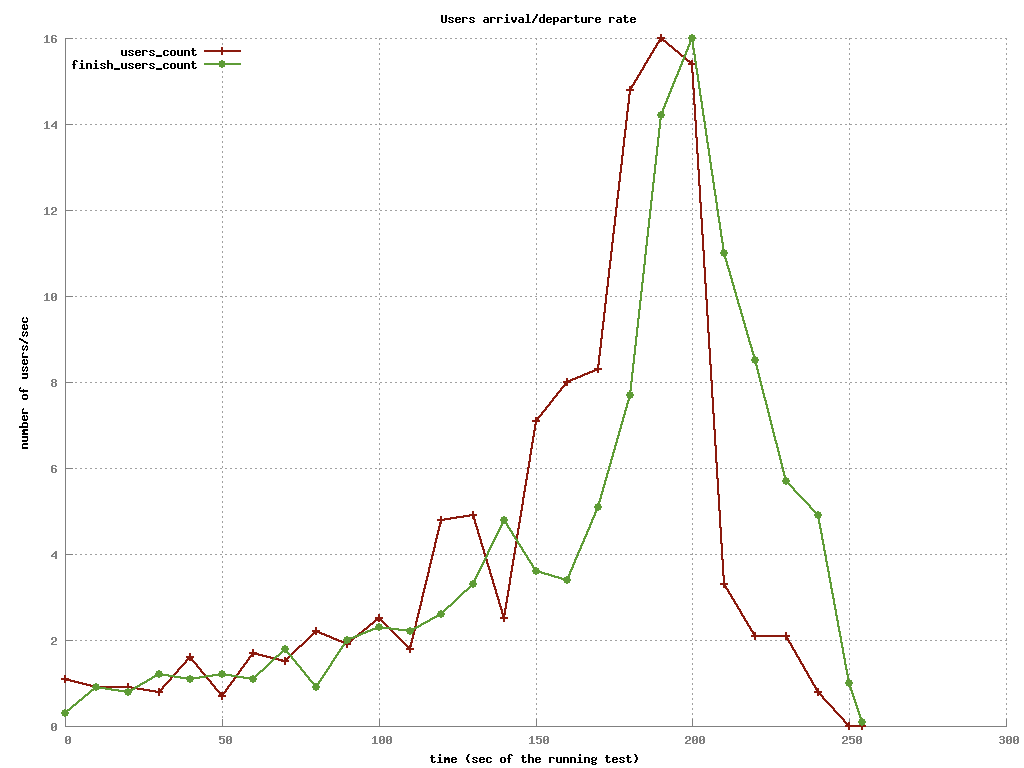 Users arrival/departure rate
users_count
finish_users_count
16
14
12
10
8
6
4
2
0
number of users/sec
0 50 100 150 200 250 300
time (sec of the running test)